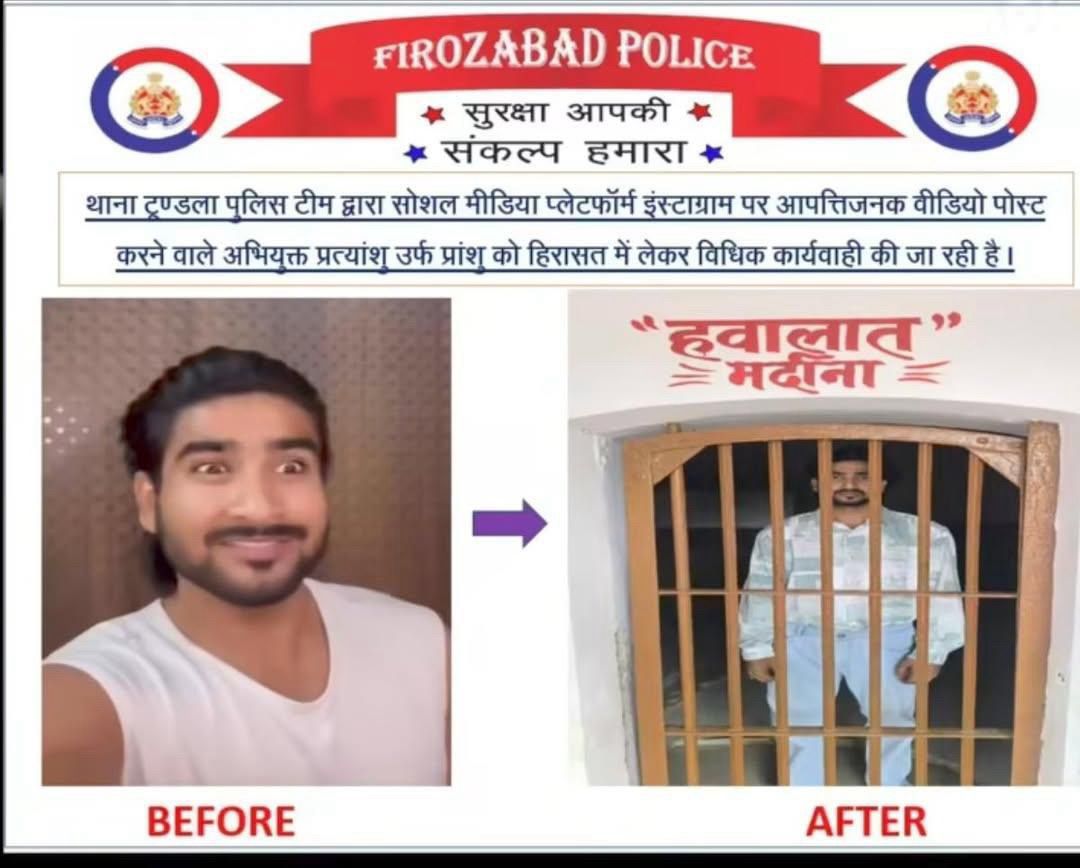 FIROZABAD POLICE
सुरक्षा आपकी
संकल्प हमारा
थाना टूण्डला पुलिस टीम द्वारा सोशल मीडिया प्लेटफॉर्म इंस्टाग्राम पर आपत्तिजनक वीडियो पोस्ट
करने वाले अभियुक्त प्रत्यांशु उर्फ प्रांशु को हिरासत में लेकर विधिक कार्यवाही की जा रही है।
“हवालात”
मर्दाना
BEFORE
AFTER